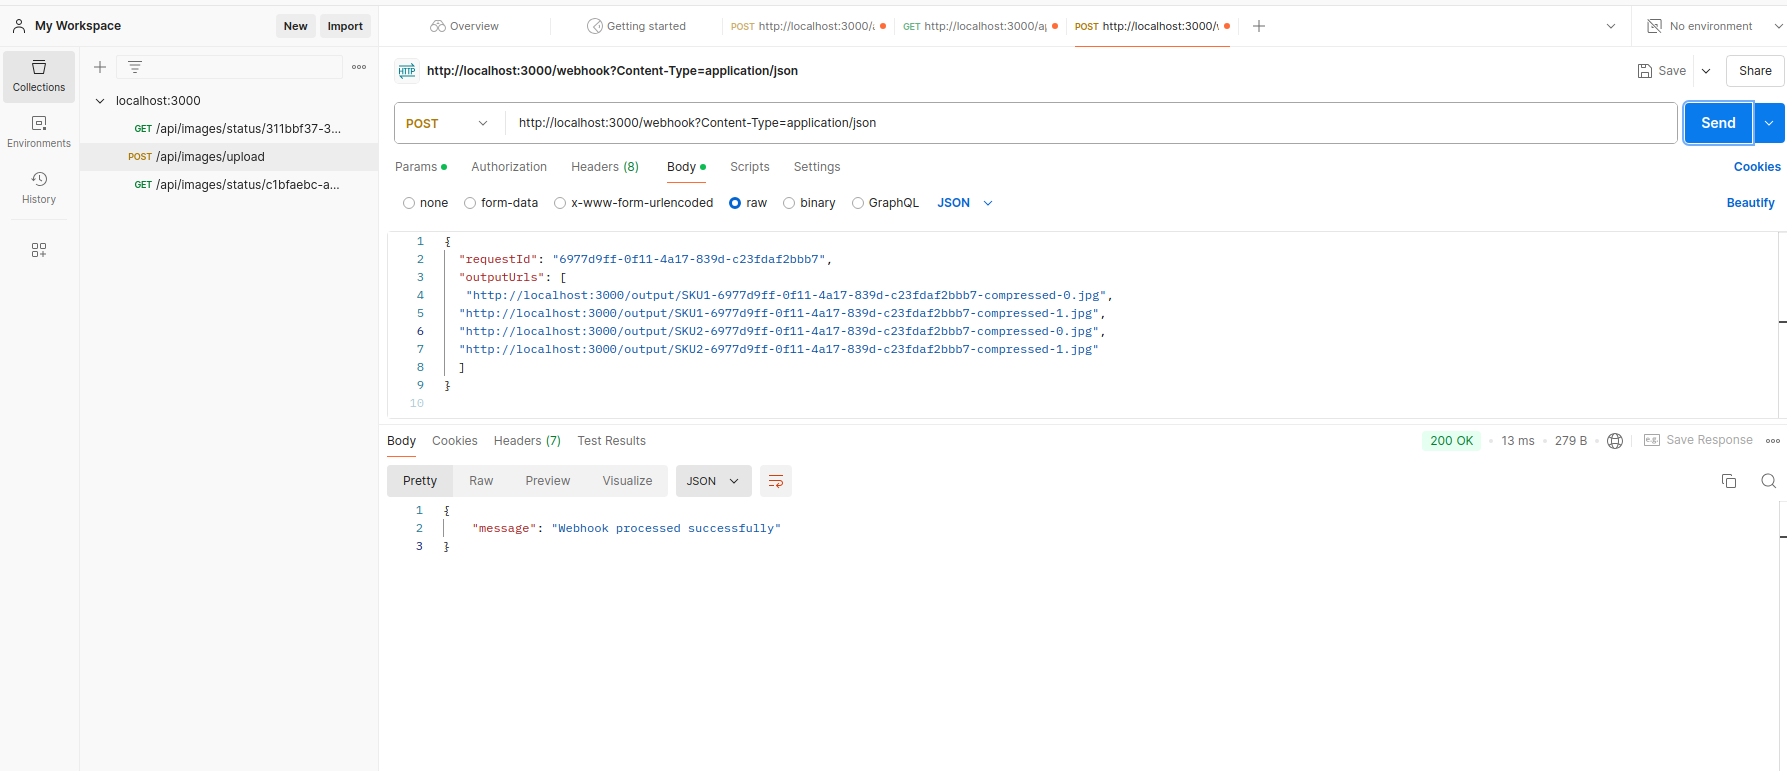 My Workspace
New
Import
Overview
Getting started
POST http://localhost:3000/
GET http://localhost:3000/a
POST http://localhost:3000/
No environment
Collections
Environments
History
localhost:3000
GET /api/images/status/311bbf37-3...
POST /api/images/upload
GET /api/images/status/c1bfaebc-a...
HTTP
http://localhost:3000/webhook?Content-Type=application/json
Save
Share
POST
http://localhost:3000/webhook?Content-Type=application/json
Send
Params
Authorization
Headers (8)
Body
Scripts
Settings
Cookies
none
form-data
x-www-form-urlencoded
raw
binary
GraphQL
JSON
Beautify
1 {
2 "requestId": "6977d9ff-0f11-4a17-839d-c23fdaf2bbb7",
3 "outputUrls": [
4 "http://localhost:3000/output/SKU1-6977d9ff-0f11-4a17-839d-c23fdaf2bbb7-compressed-0.jpg",
5 "http://localhost:3000/output/SKU1-6977d9ff-0f11-4a17-839d-c23fdaf2bbb7-compressed-1.jpg",
6 "http://localhost:3000/output/SKU2-6977d9ff-0f11-4a17-839d-c23fdaf2bbb7-compressed-0.jpg",
7 "http://localhost:3000/output/SKU2-6977d9ff-0f11-4a17-839d-c23fdaf2bbb7-compressed-1.jpg"
8 ]
9 }
10
Body
Cookies
Headers (7)
Test Results
200 OK
13 ms
279 B
e.g.
Save Response
Pretty
Raw
Preview
Visualize
JSON
1 {
2 "message": "Webhook processed successfully"
3 }